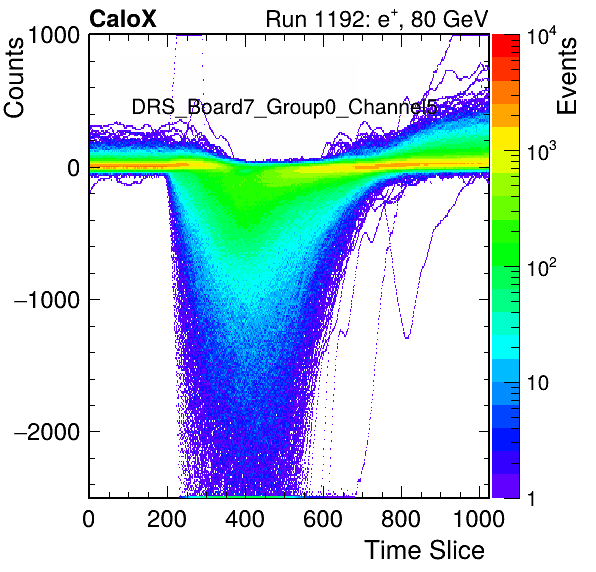 CaloX Run 1192: e⁺, 80 GeV
Counts
Events
DRS_Board7_Group0_Channel5
1000
0
−1000
−2000
0 200 400 600 800 1000
Time Slice
10⁴
10³
10²
10
1